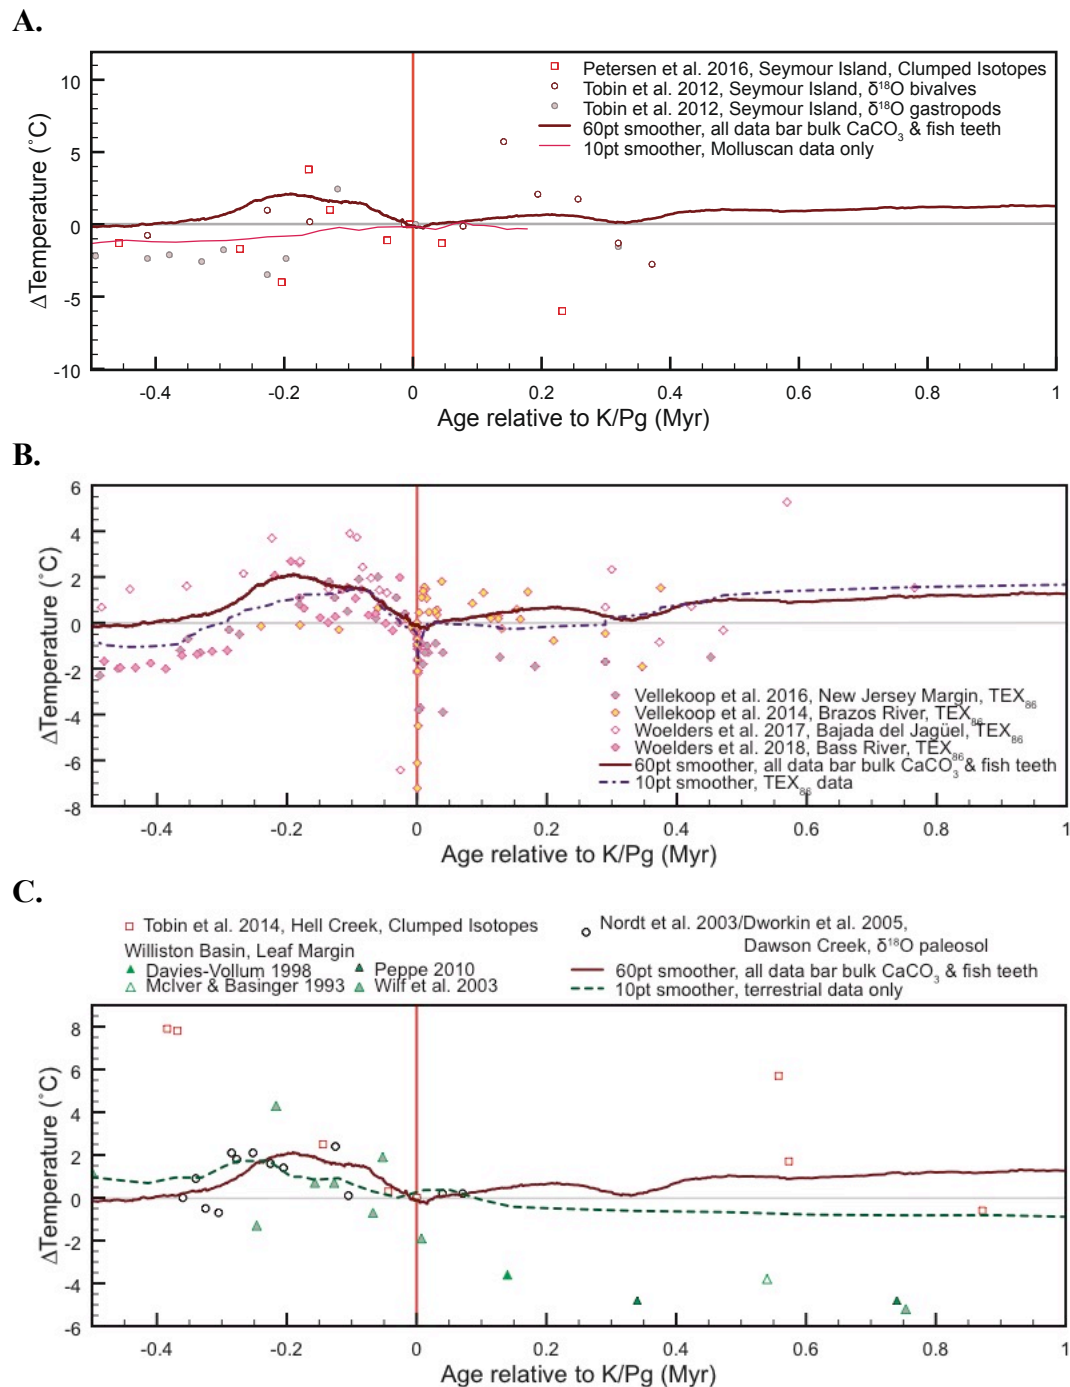 A.
10
5
0
-5
-10
ΔTemperature (˚C)
Petersen et al. 2016, Seymour Island, Clumped Isotopes
Tobin et al. 2012, Seymour Island, δ¹⁸O bivalves
Tobin et al. 2012, Seymour Island, δ¹⁸O gastropods
60pt smoother, all data bar bulk CaCO₃ & fish teeth
10pt smoother, Molluscan data only
-0.4 -0.2 0 0.2 0.4 0.6 0.8 1
Age relative to K/Pg (Myr)
B.
6
4
2
0
-2
-4
-6
-8
ΔTemperature (˚C)
Vellekoop et al. 2016, New Jersey Margin, TEX₈₆
Vellekoop et al. 2014, Brazos River, TEX₈₆
Woelders et al. 2017, Bajada del Jagüel, TEX₈₆
Woelders et al. 2018, Bass River, TEX₈₆
60pt smoother, all data bar bulk CaCO₃ & fish teeth
10pt smoother, TEX₈₆ data
-0.4 -0.2 0 0.2 0.4 0.6 0.8 1
Age relative to K/Pg (Myr)
C.
Tobin et al. 2014, Hell Creek, Clumped Isotopes
Williston Basin, Leaf Margin
Davies-Vollum 1998
Peppe 2010
McIver & Basinger 1993
Wilf et al. 2003
Nordt et al. 2003/Dworkin et al. 2005,
Dawson Creek, δ¹⁸O paleosol
60pt smoother, all data bar bulk CaCO₃ & fish teeth
10pt smoother, terrestrial data only
8
6
4
2
0
-2
-4
-6
ΔTemperature (˚C)
-0.4 -0.2 0 0.2 0.4 0.6 0.8 1
Age relative to K/Pg (Myr)